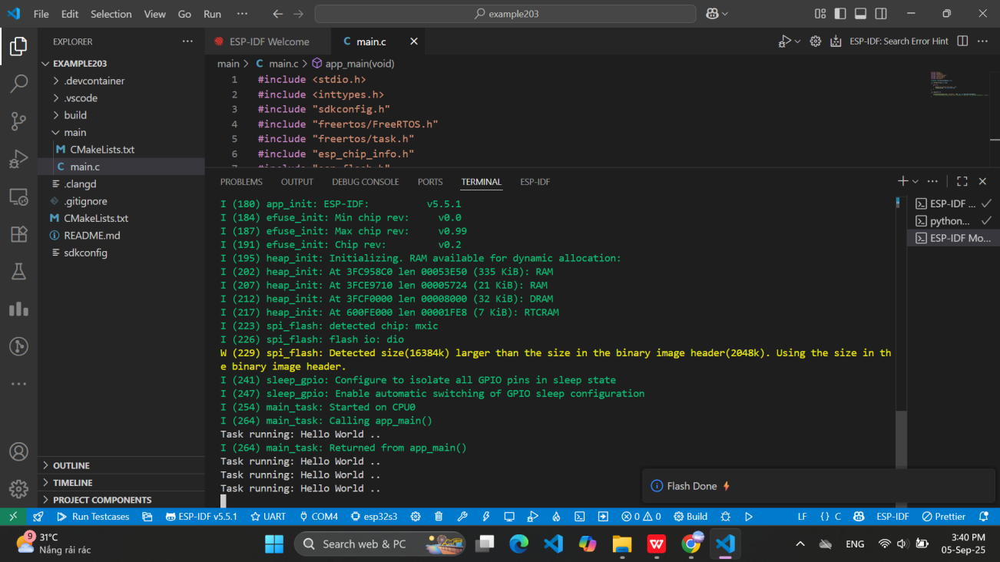 File Edit Selection View Go Run ··· example203
EXPLORER ···
EXAMPLE203
.devcontainer
.vscode
build
main
M CMakeLists.txt
C main.c
.clangd
.gitignore
M CMakeLists.txt
README.md
sdkconfig
OUTLINE
TIMELINE
PROJECT COMPONENTS
ESP-IDF Welcome C main.c ESP-IDF: Search Error Hint ···
main > C main.c > app_main(void)
1 #include <stdio.h>
2 #include <inttypes.h>
3 #include "sdkconfig.h"
4 #include "freertos/FreeRTOS.h"
5 #include "freertos/task.h"
6 #include "esp_chip_info.h"
7 #include "esp_flash.h"
PROBLEMS OUTPUT DEBUG CONSOLE PORTS TERMINAL ESP-IDF
I (180) app_init: ESP-IDF: v5.5.1
I (184) efuse_init: Min chip rev: v0.0
I (187) efuse_init: Max chip rev: v0.99
I (191) efuse_init: Chip rev: v0.2
I (195) heap_init: Initializing. RAM available for dynamic allocation:
I (202) heap_init: At 3FC958C0 len 00053E50 (335 KiB): RAM
I (207) heap_init: At 3FCE9710 len 00005724 (21 KiB): RAM
I (212) heap_init: At 3FCF0000 len 00008000 (32 KiB): DRAM
I (217) heap_init: At 600FE000 len 00001FE8 (7 KiB): RTCRAM
I (223) spi_flash: detected chip: mxic
I (226) spi_flash: flash io: dio
W (229) spi_flash: Detected size(16384k) larger than the size in the binary image header(2048k). Using the size in th
e binary image header.
I (241) sleep_gpio: Configure to isolate all GPIO pins in sleep state
I (247) sleep_gpio: Enable automatic switching of GPIO sleep configuration
I (254) main_task: Started on CPU0
I (264) main_task: Calling app_main()
Task running: Hello World ..
I (264) main_task: Returned from app_main()
Task running: Hello World ..
Task running: Hello World ..
Task running: Hello World ..
ESP-IDF ...
python...
ESP-IDF Mo...
Flash Done
Run Testcases ESP-IDF v5.5.1 UART COM4 esp32s3 0 0 Build LF {} C ESP-IDF Prettier
9 31°C
Nắng rải rác
Search web & PC
ENG
3:40 PM
05-Sep-25